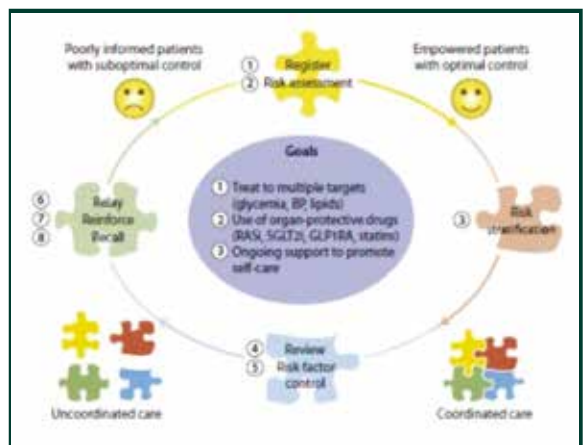 Poorly informed patients
with suboptimal control
① Register
② Risk assessment
Empowered patients
with optimal control
Goals
① Treat to multiple targets
(glycemia, BP, lipids)
② Use of organ-protective drugs
(RASi, SGLT2i, GLP1RA, statins)
③ Ongoing support to promote
self-care
⑥ Relay
⑦ Reinforce
⑧ Recall
③ Risk
stratification
④ Review
⑤ Risk factor
control
Uncoordinated care
Coordinated care